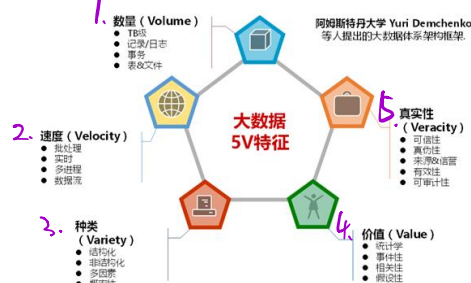 1.
数量(Volume)
● TB级
● 记录/日志
● 事务
● 表&文件
阿姆斯特丹大学 Yuri Demchenko
等人提出的大数据体系架构框架.
大数据
5V特征
2.
速度(Velocity)
● 批处理
● 实时
● 多进程
● 数据流
5.
真实性
(Veracity)
● 可信性
● 真伪性
● 来源&信誉
● 有效性
● 可审计性
3.
种类
(Variety)
● 结构化
● 非结构化
● 多因素
4.
价值(Value)
● 统计学
● 事件性
● 相关性
● 假设性